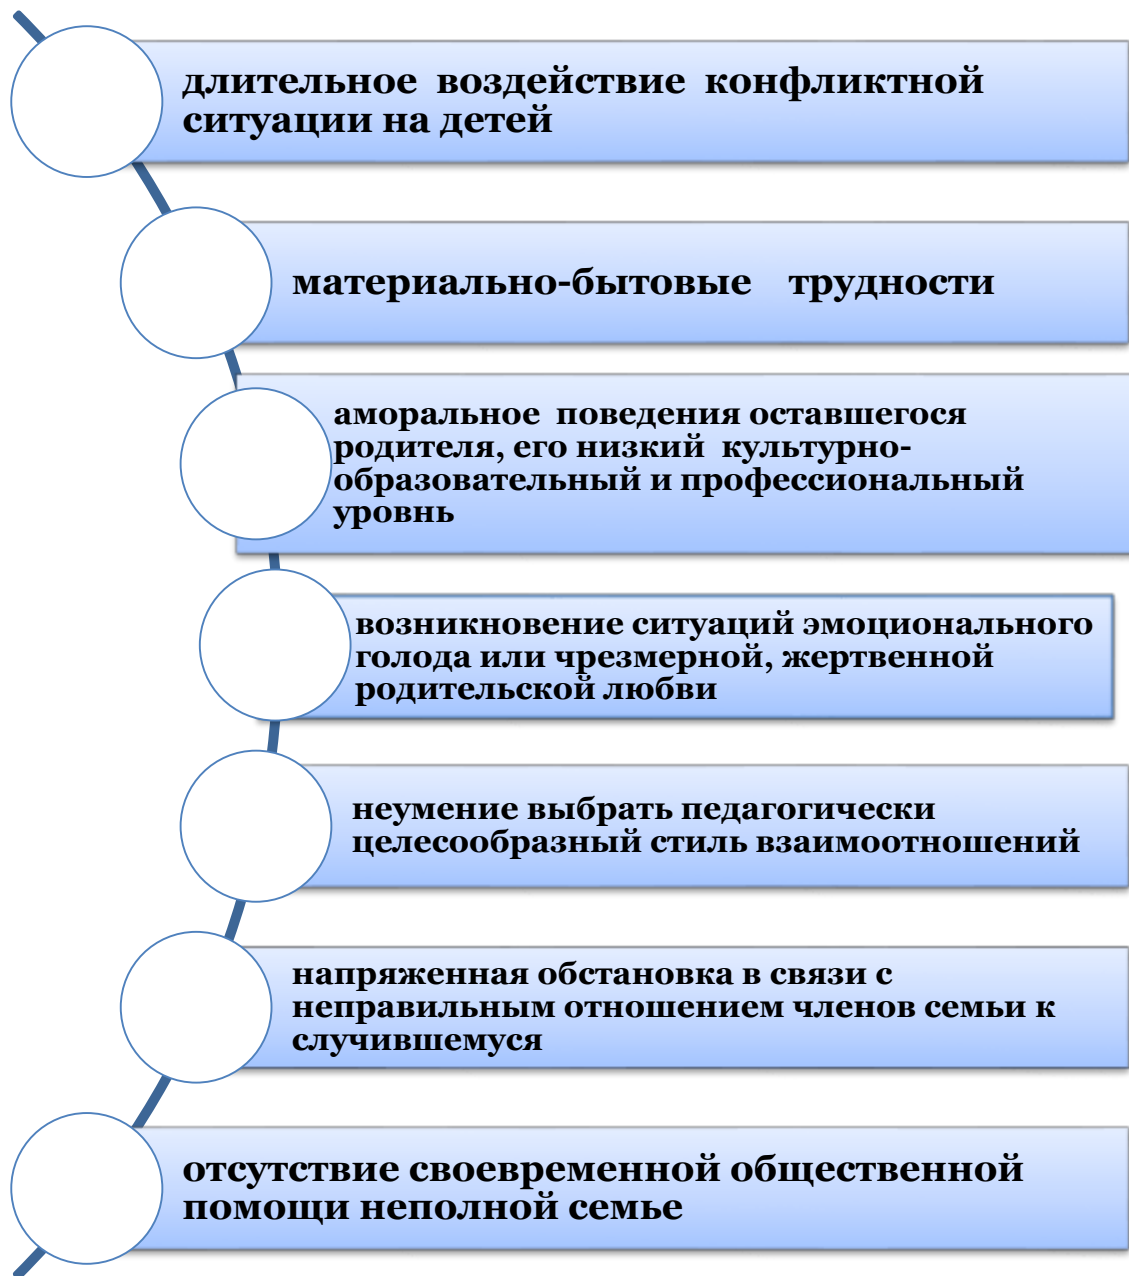 длительное воздействие конфликтной
ситуации на детей
материально-бытовые трудности
аморальное поведения оставшегося
родителя, его низкий культурно-
образовательный и профессиональный
уровнь
возникновение ситуаций эмоционального
голода или чрезмерной, жертвенной
родительской любви
неумение выбрать педагогически
целесообразный стиль взаимоотношений
напряженная обстановка в связи с
неправильным отношением членов семьи к
случившемуся
отсутствие своевременной общественной
помощи неполной семье